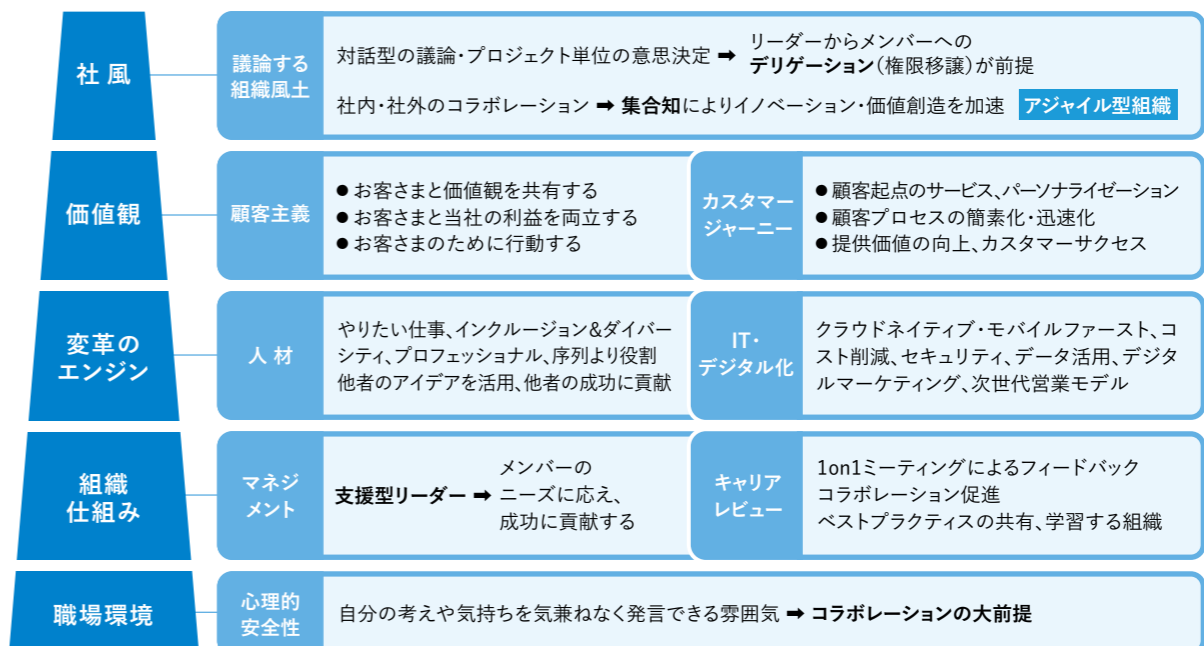 社風
議論する
組織風土
対話型の議論・プロジェクト単位の意思決定 ➡ リーダーからメンバーへの
デリゲーション(権限移譲)が前提
社内・社外のコラボレーション ➡ 集合知によりイノベーション・価値創造を加速 アジャイル型組織
価値観
顧客主義
●お客さまと価値観を共有する
●お客さまと当社の利益を両立する
●お客さまのために行動する
カスタマー
ジャーニー
●顧客起点のサービス、パーソナライゼーション
●顧客プロセスの簡素化・迅速化
●提供価値の向上、カスタマーサクセス
変革の
エンジン
人材
やりたい仕事、インクルージョン&ダイバー
シティ、プロフェッショナル、序列より役割
他者のアイデアを活用、他者の成功に貢献
IT・
デジタル化
クラウドネイティブ・モバイルファースト、コ
スト削減、セキュリティ、データ活用、デジタ
ルマーケティング、次世代営業モデル
組織
仕組み
マネジ
メント
支援型リーダー ➡
メンバーの
ニーズに応え、
成功に貢献する
キャリア
レビュー
1on1ミーティングによるフィードバック
コラボレーション促進
ベストプラクティスの共有、学習する組織
職場環境
心理的
安全性
自分の考えや気持ちを気兼ねなく発言できる雰囲気 ➡ コラボレーションの大前提